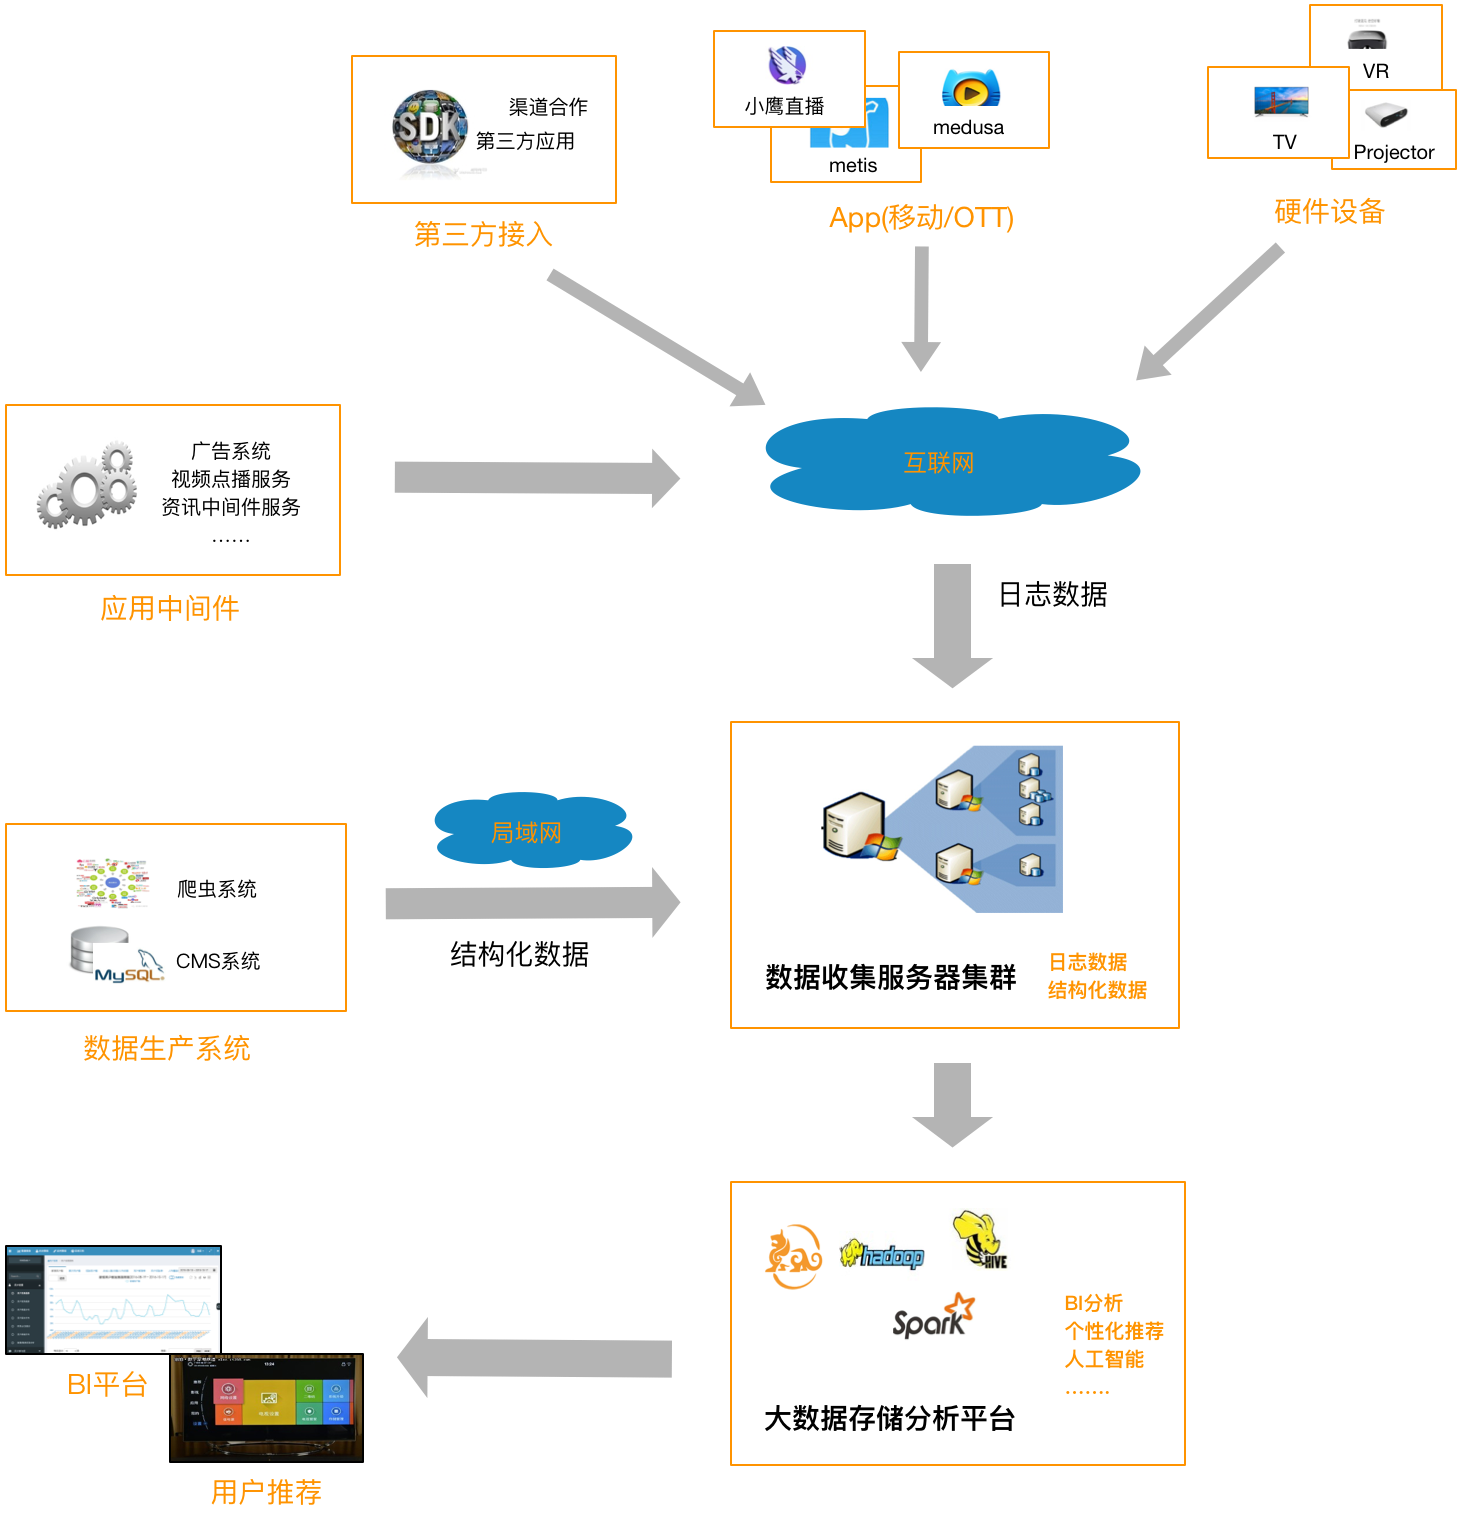 SDK
渠道合作
第三方应用
第三方接入
小鹰直播
metis
medusa
App(移动/OTT)
VR
TV
Projector
硬件设备
广告系统
视频点播服务
资讯中间件服务
……
应用中间件
互联网
日志数据
爬虫系统
MySQL
CMS系统
数据生产系统
局域网
结构化数据
数据收集服务器集群
日志数据
结构化数据
hadoop
HIVE
Spark
BI分析
个性化推荐
人工智能
…….
大数据存储分析平台
BI平台
13:04
用户推荐